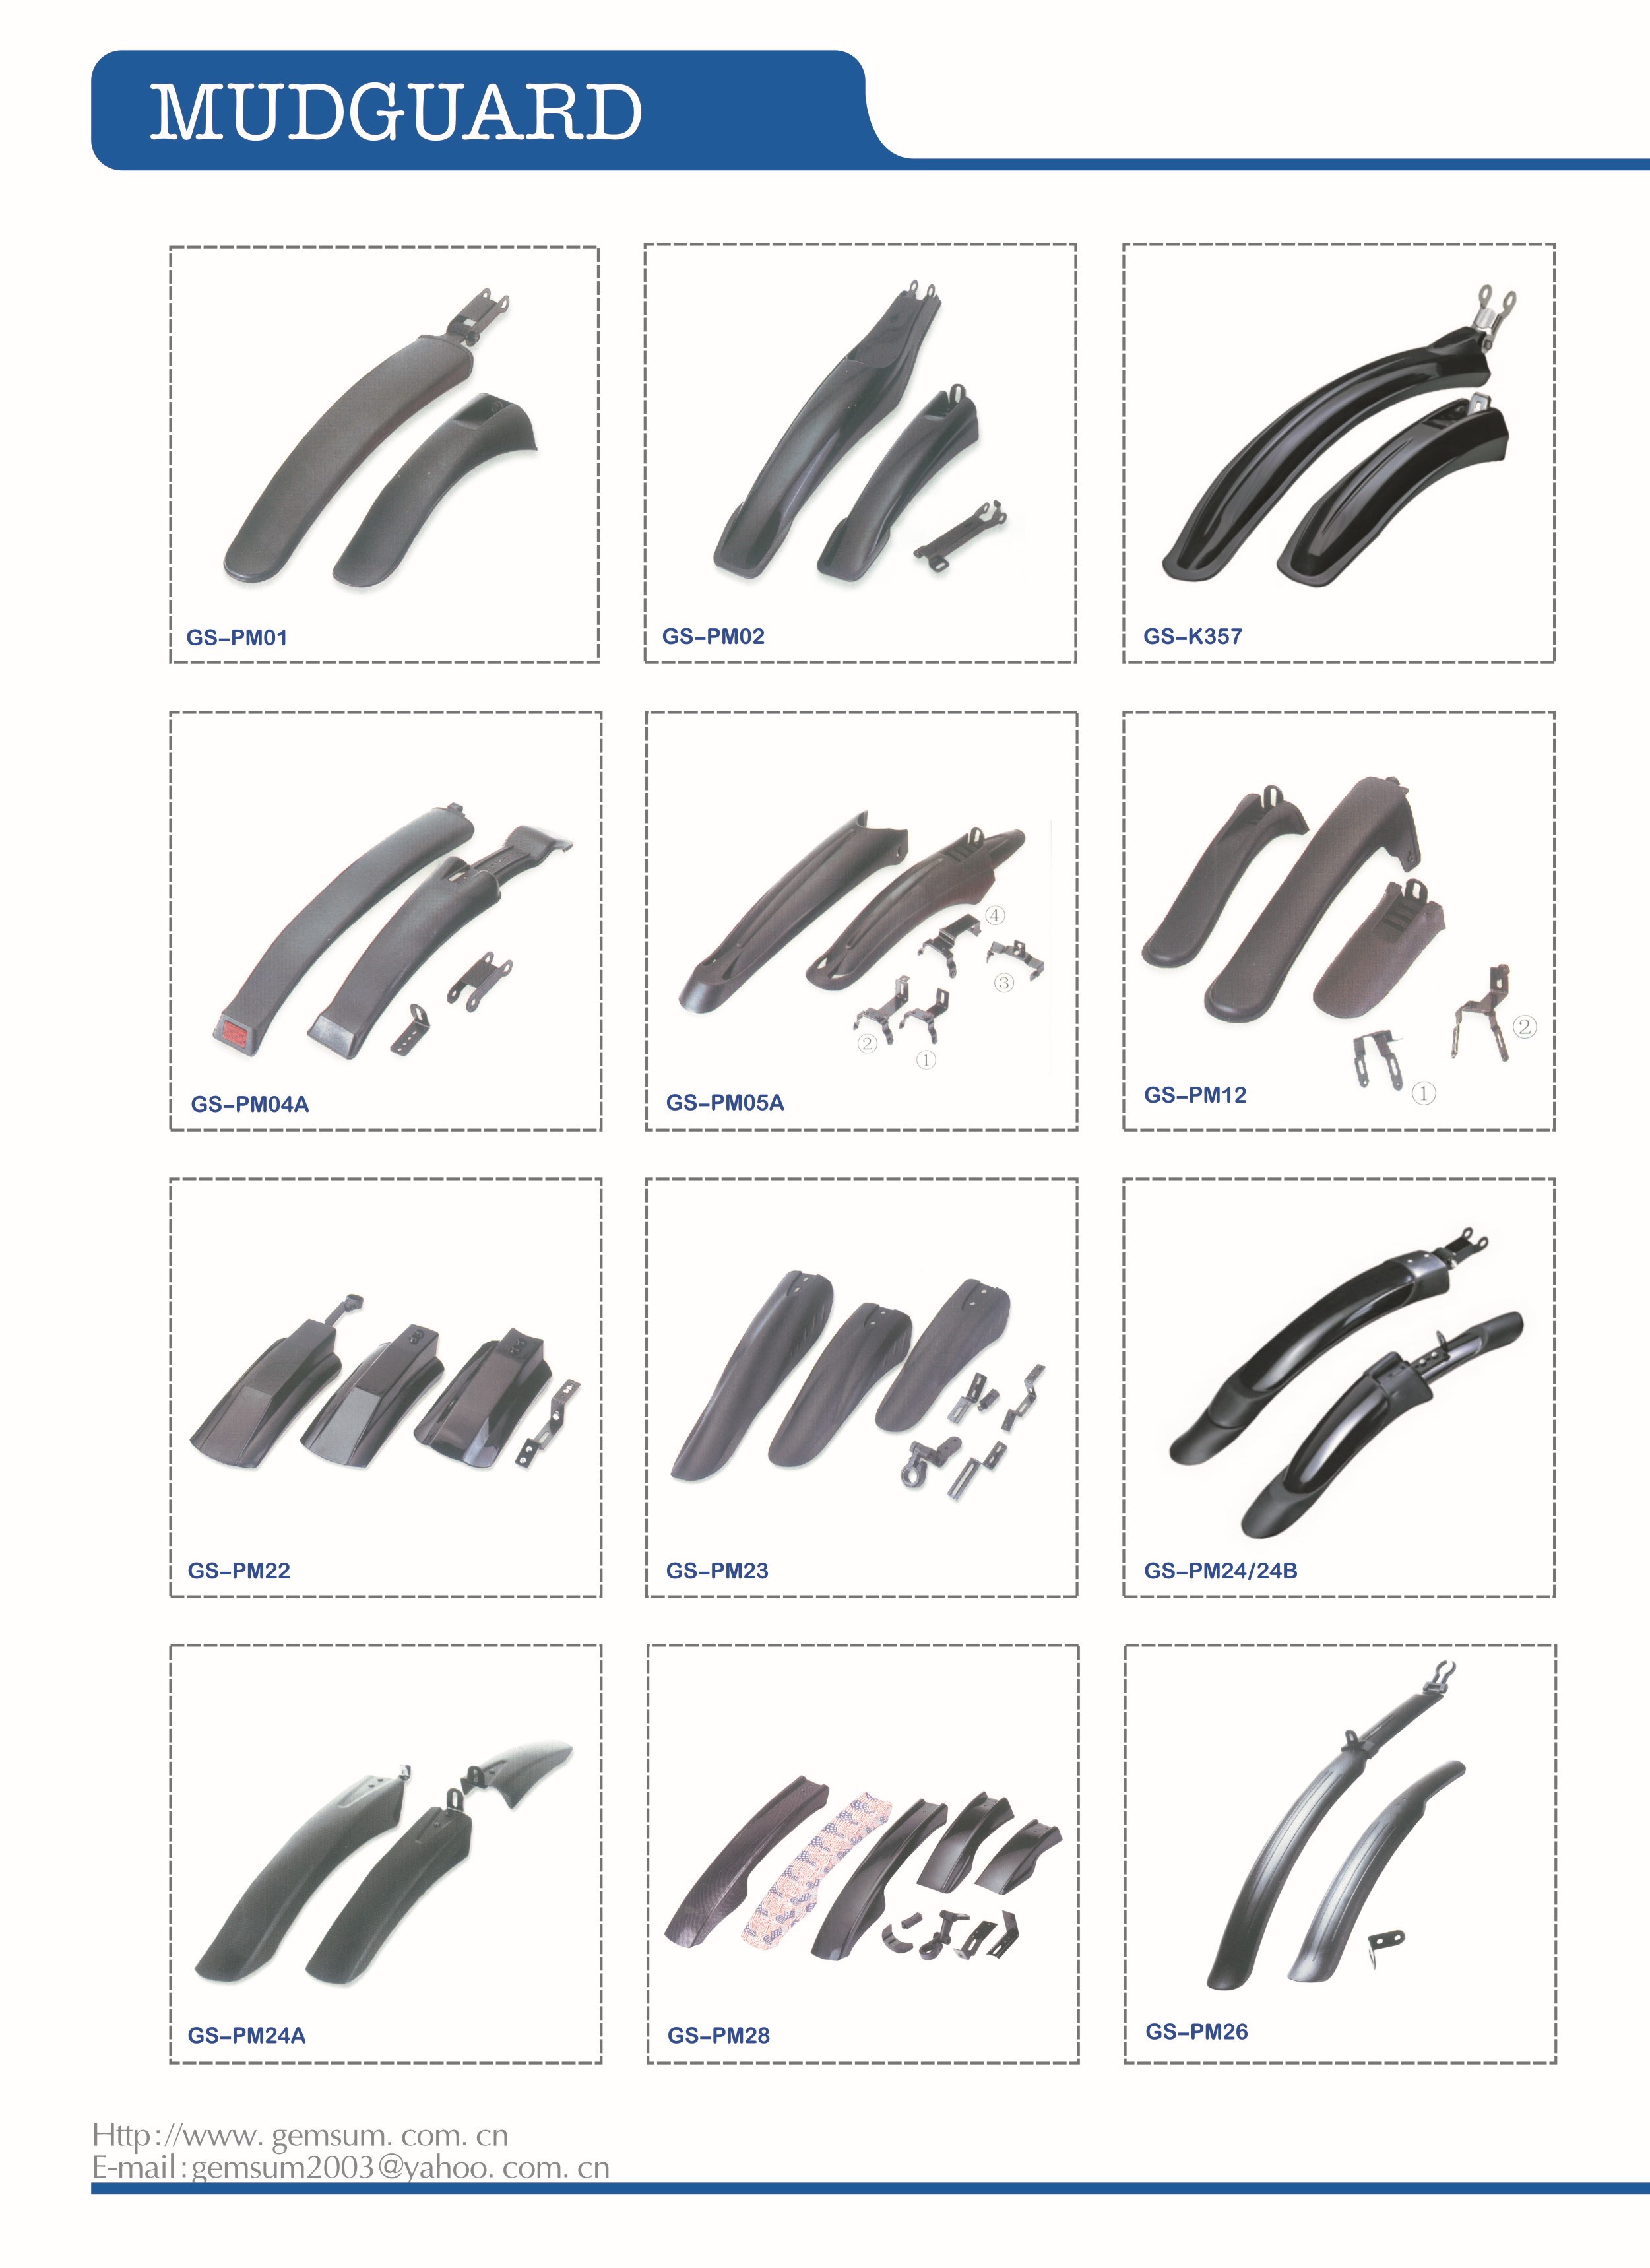 MUDGUARD
GS-PM01
GS-PM02
GS-K357
GS-PM04A
④
③
②
①
GS-PM05A
②
①
GS-PM12
GS-PM22
GS-PM23
GS-PM24/24B
GS-PM24A
GS-PM28
GS-PM26
Http://www. gemsum. com. cn
E-mail:gemsum2003@yahoo. com. cn